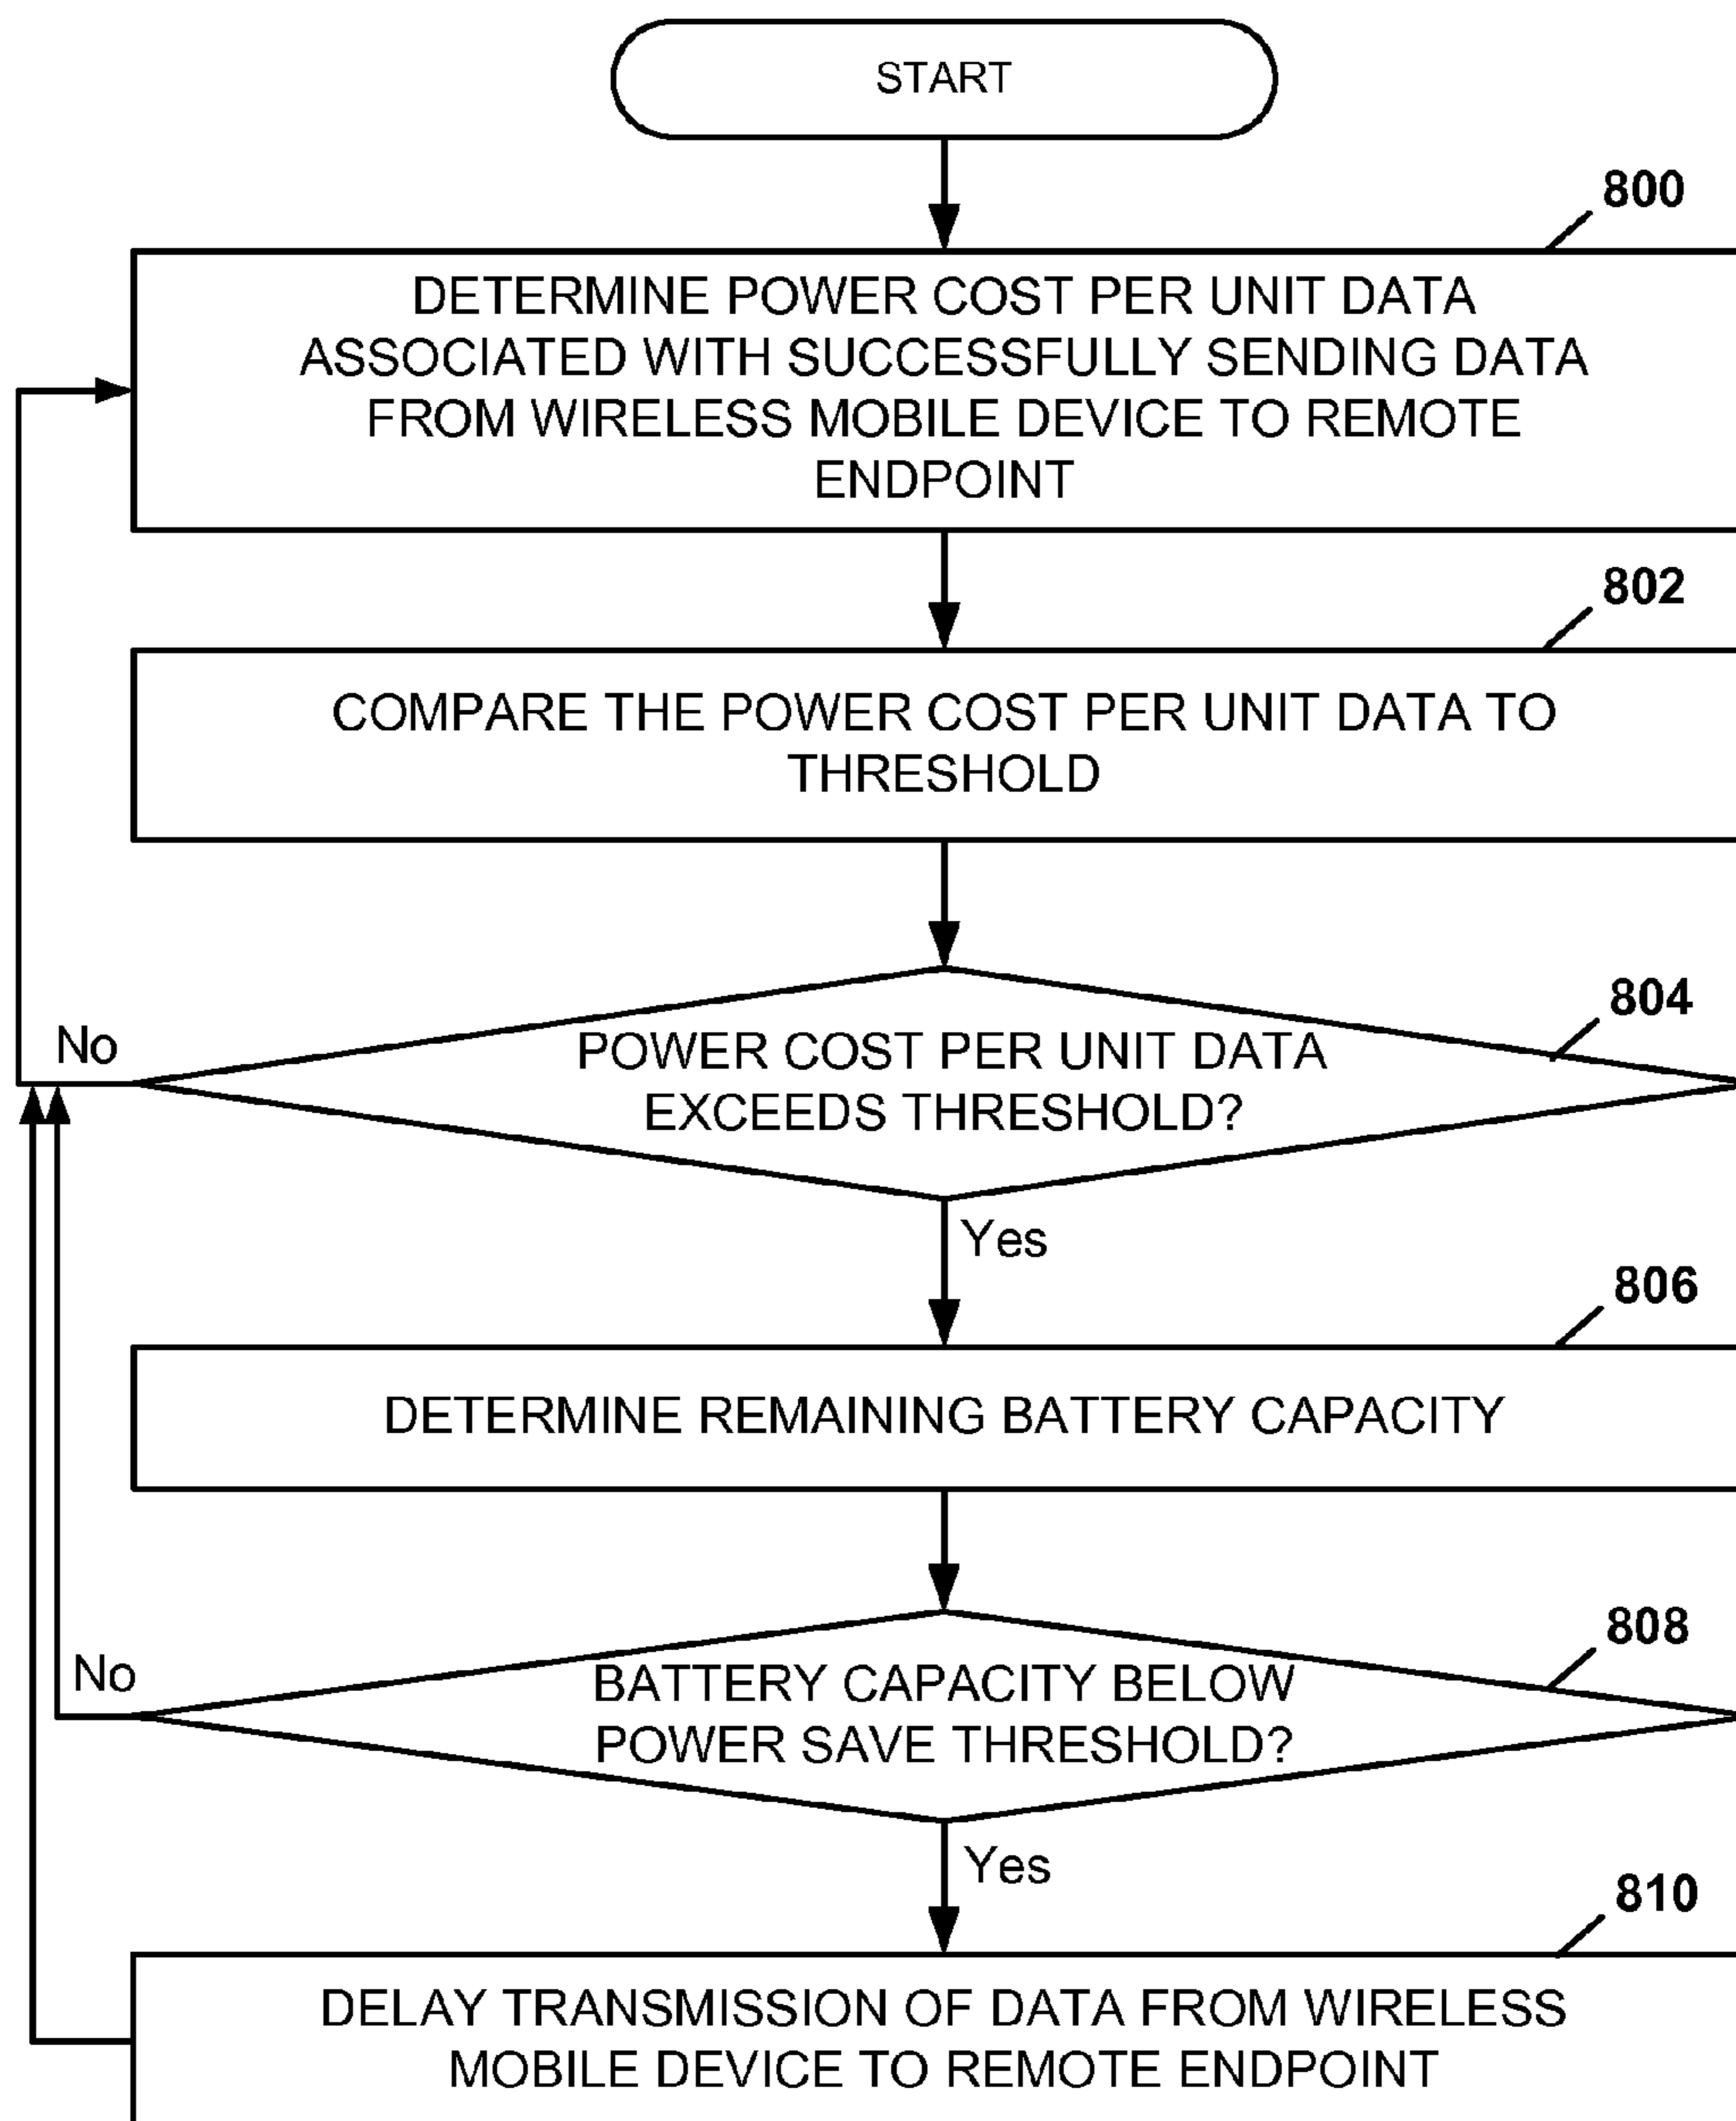 START
800
DETERMINE POWER COST PER UNIT DATA
ASSOCIATED WITH SUCCESSFULLY SENDING DATA
FROM WIRELESS MOBILE DEVICE TO REMOTE
ENDPOINT
802
COMPARE THE POWER COST PER UNIT DATA TO
THRESHOLD
804
No
POWER COST PER UNIT DATA
EXCEEDS THRESHOLD?
Yes
806
DETERMINE REMAINING BATTERY CAPACITY
808
No
BATTERY CAPACITY BELOW
POWER SAVE THRESHOLD?
Yes
810
DELAY TRANSMISSION OF DATA FROM WIRELESS
MOBILE DEVICE TO REMOTE ENDPOINT